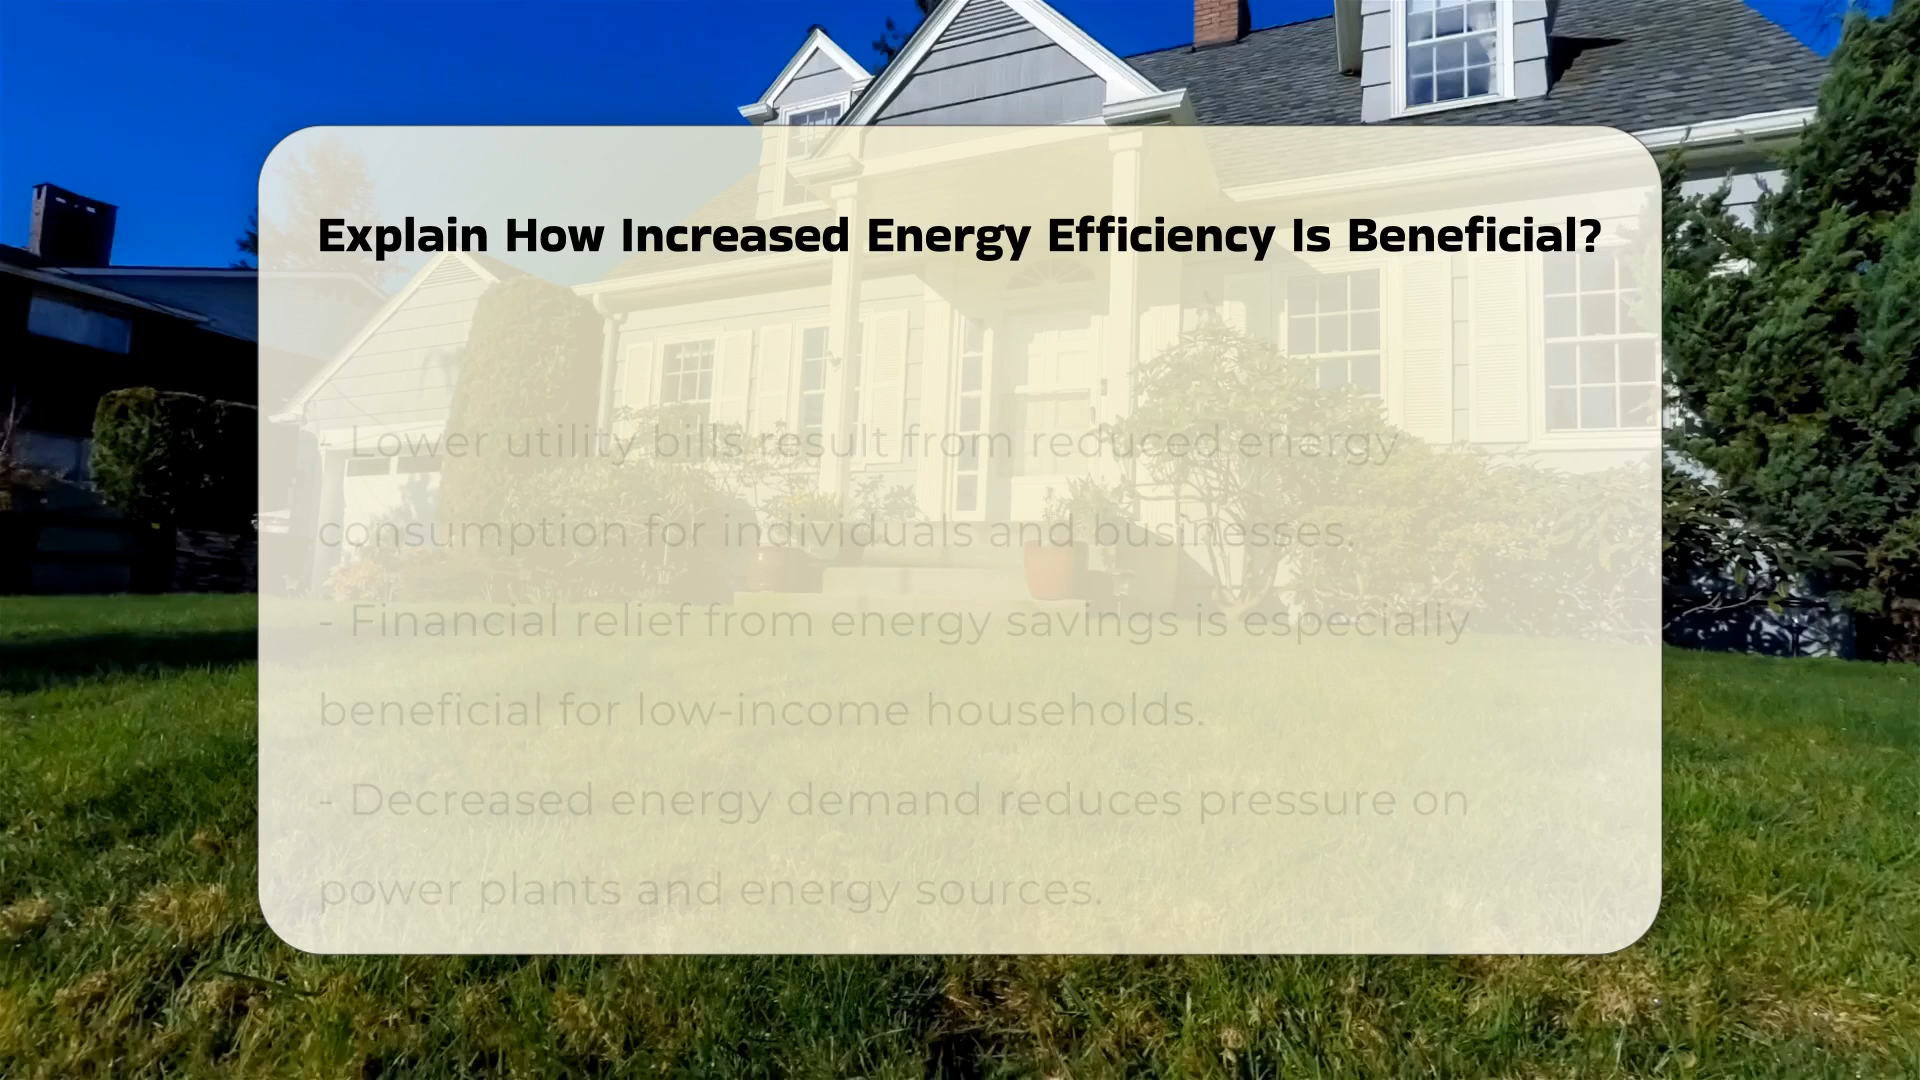 Explain How Increased Energy Efficiency Is Beneficial?
- Lower utility bills result from reduced energy
consumption for individuals and businesses.
- Financial relief from energy savings is especially
beneficial for low-income households.
- Decreased energy demand reduces pressure on
power plants and energy sources.